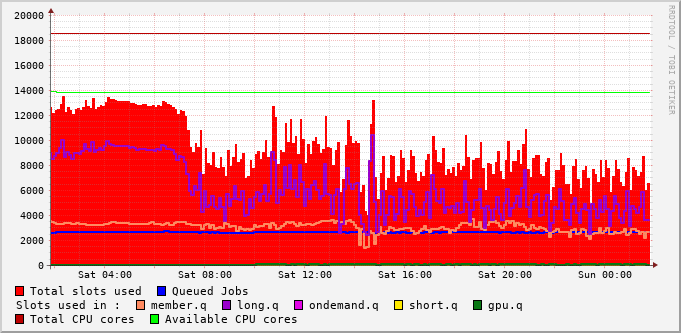 20000
18000
16000
14000
12000
10000
8000
6000
4000
2000
0
Sat 04:00 Sat 08:00 Sat 12:00 Sat 16:00 Sat 20:00 Sun 00:00
RRDTOOL / TOBI OETIKER
Total slots used Queued Jobs
Slots used in : member.q long.q ondemand.q short.q gpu.q
Total CPU cores Available CPU cores